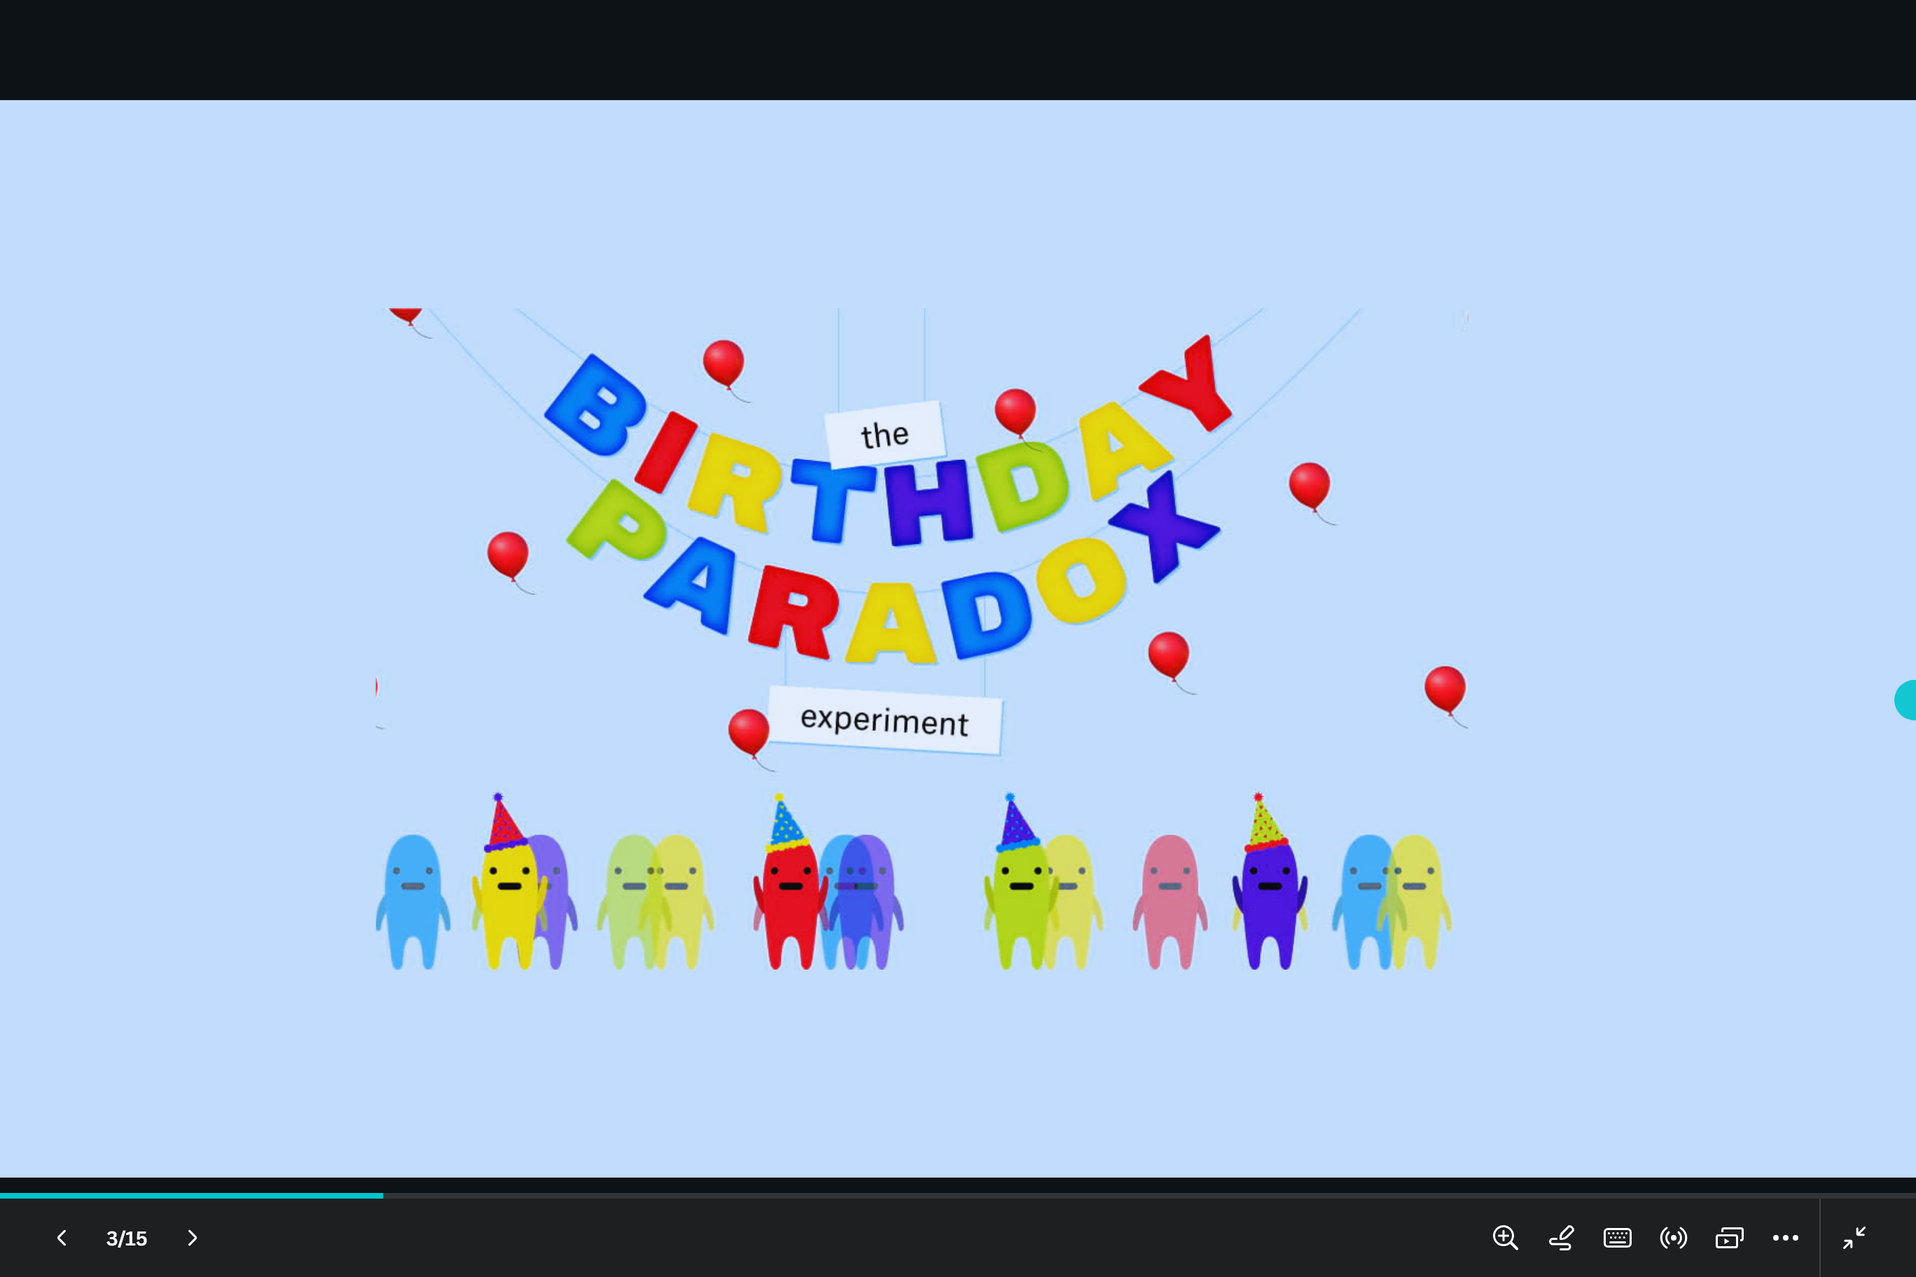 the
BIRTHDAY
PARADOX
experiment
3/15